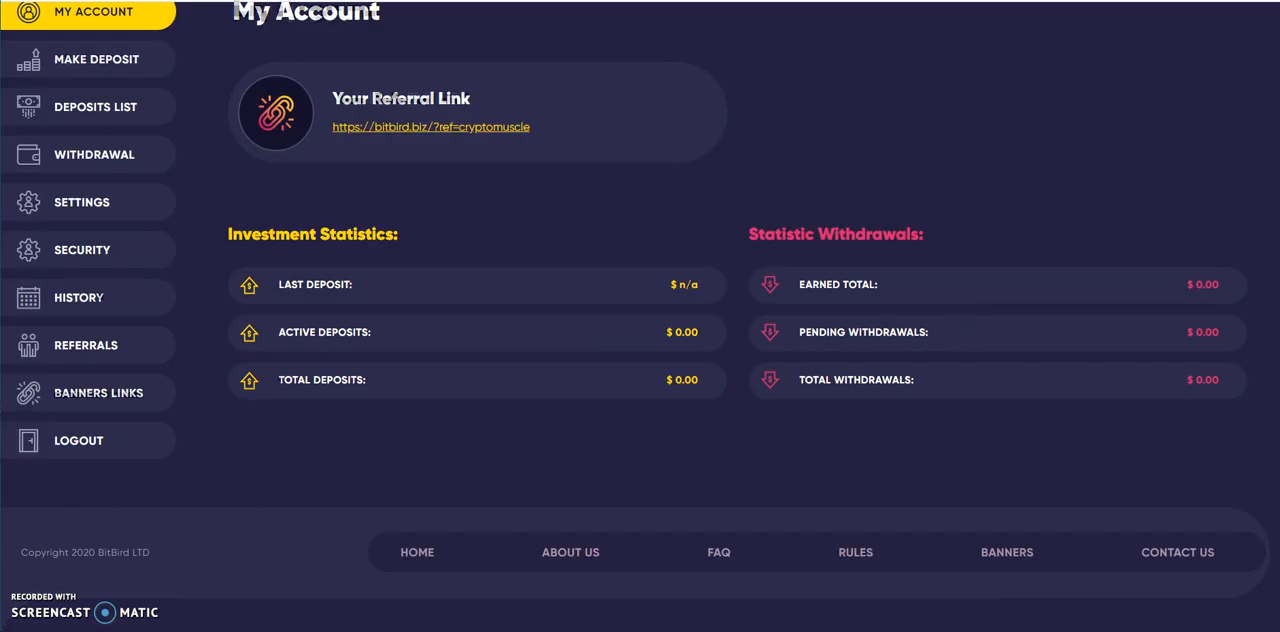 MY ACCOUNT
MAKE DEPOSIT
DEPOSITS LIST
WITHDRAWAL
SETTINGS
SECURITY
HISTORY
REFERRALS
BANNERS LINKS
LOGOUT
My Account
Your Referral Link
https://bitbird.biz/?ref=cryptomuscle
Investment Statistics:
LAST DEPOSIT: $ n/a
ACTIVE DEPOSITS: $ 0.00
TOTAL DEPOSITS: $ 0.00
Statistic Withdrawals:
EARNED TOTAL: $ 0.00
PENDING WITHDRAWALS: $ 0.00
TOTAL WITHDRAWALS: $ 0.00
Copyright 2020 BitBird LTD
HOME ABOUT US FAQ RULES BANNERS CONTACT US
RECORDED WITH
SCREENCAST MATIC